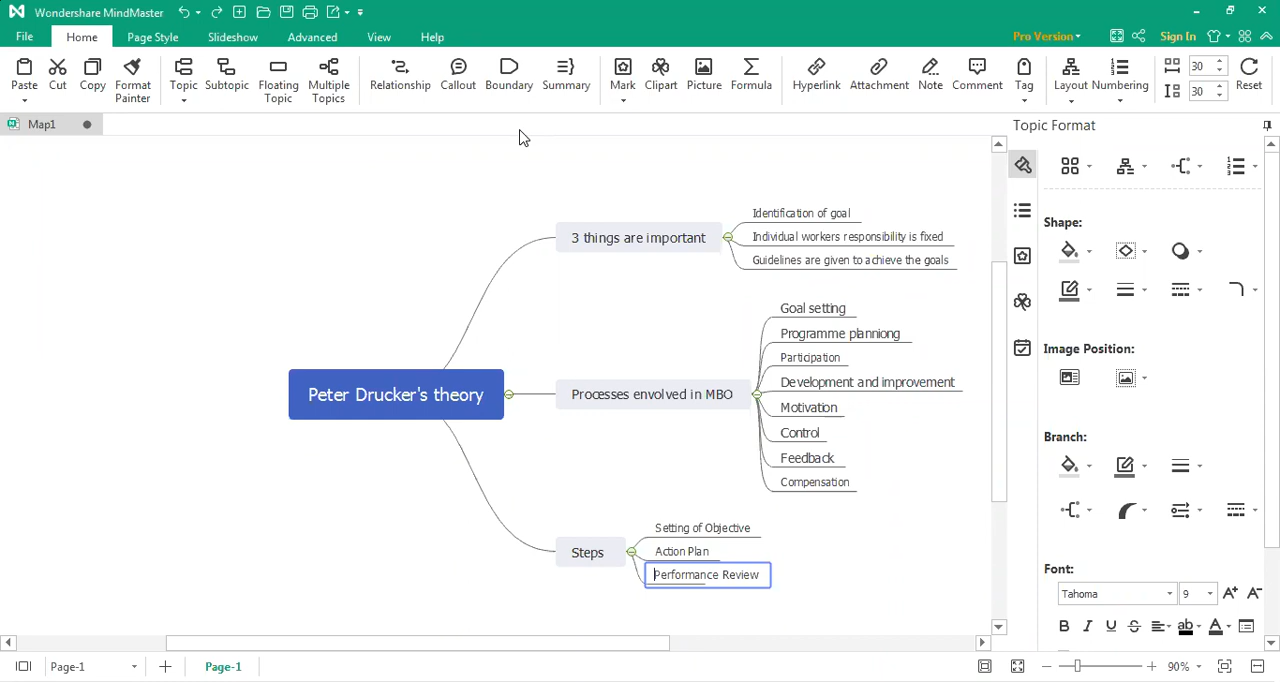 Wondershare MindMaster
File Home Page Style Slideshow Advanced View Help Pro Version Sign In
Paste Cut Copy Format Painter Topic Subtopic Floating Topic Multiple Topics Relationship Callout Boundary Summary Mark Clipart Picture Formula Hyperlink Attachment Note Comment Tag Layout Numbering 30 30 Reset
Map1
Topic Format
Peter Drucker's theory
3 things are important
Identification of goal
Individual workers responsibility is fixed
Guidelines are given to achieve the goals
Processes envolved in MBO
Goal setting
Programme planniong
Participation
Development and improvement
Motivation
Control
Feedback
Compensation
Steps
Setting of Objective
Action Plan
Performance Review
Shape:
Image Position:
Branch:
Font:
Tahoma 9 A+ A-
B I U S ab A
Page-1 Page-1 90%